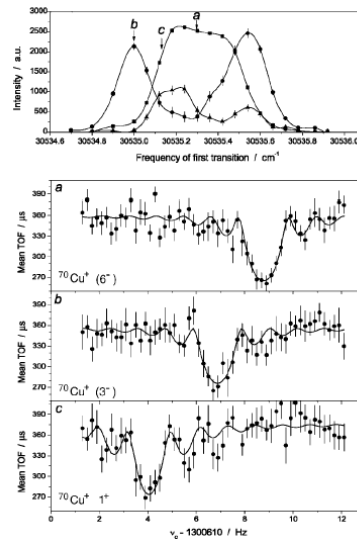 b
c
a
3000
2500
2000
1500
1000
500
0
Intensity / a.u.
30534.6 30534.8 30535.0 30535.2 30535.4 30535.6 30535.8 30536.0
Frequency of first transition / cm⁻¹
a
390
360
330
300
270
Mean TOF / μs
⁷⁰Cu⁺ (6⁻)
b
390
360
330
300
270
Mean TOF / μs
⁷⁰Cu⁺ (3⁻)
c
390
360
330
300
270
Mean TOF / μs
⁷⁰Cu⁺ 1⁺
0 2 4 6 8 10 12
- 1300610 / Hz